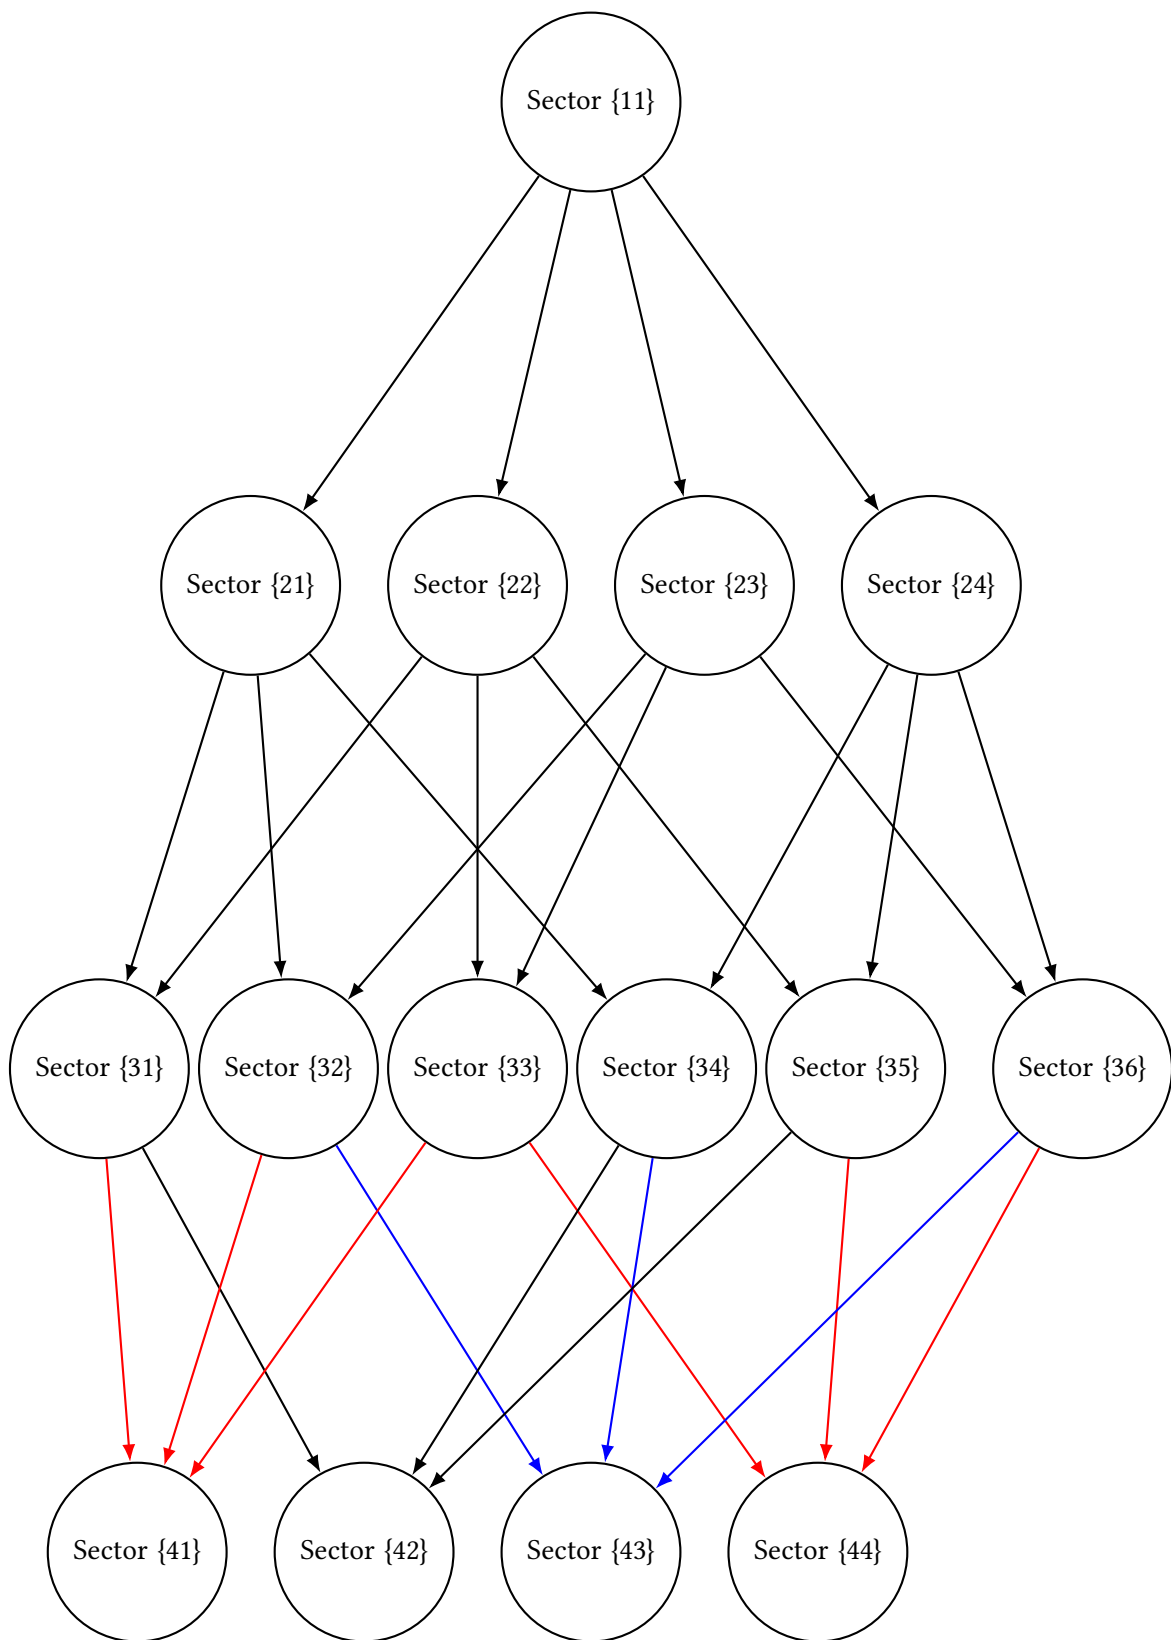 Sector {11}
Sector {21}
Sector {22}
Sector {23}
Sector {24}
Sector {31}
Sector {32}
Sector {33}
Sector {34}
Sector {35}
Sector {36}
Sector {41}
Sector {42}
Sector {43}
Sector {44}